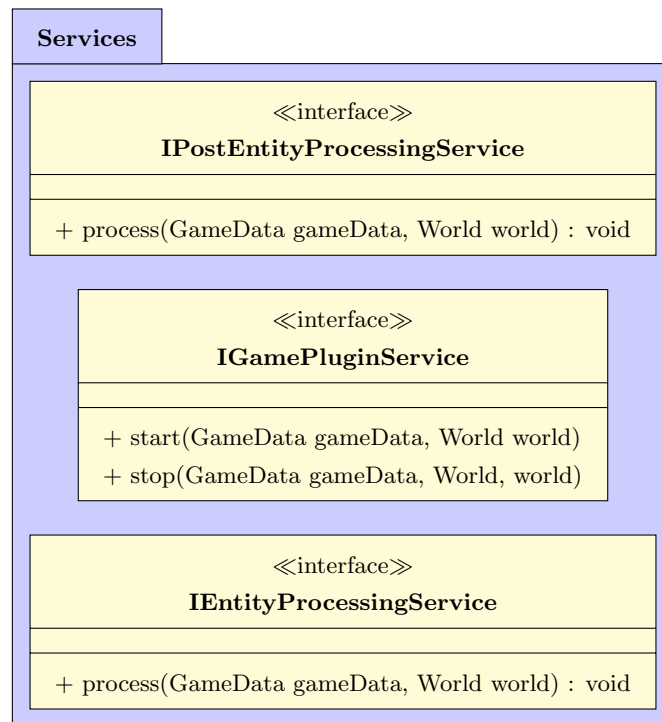 Services
≪interface≫
IPostEntityProcessingService
+ process(GameData gameData, World world) : void
≪interface≫
IGamePluginService
+ start(GameData gameData, World world)
+ stop(GameData gameData, World, world)
≪interface≫
IEntityProcessingService
+ process(GameData gameData, World world) : void